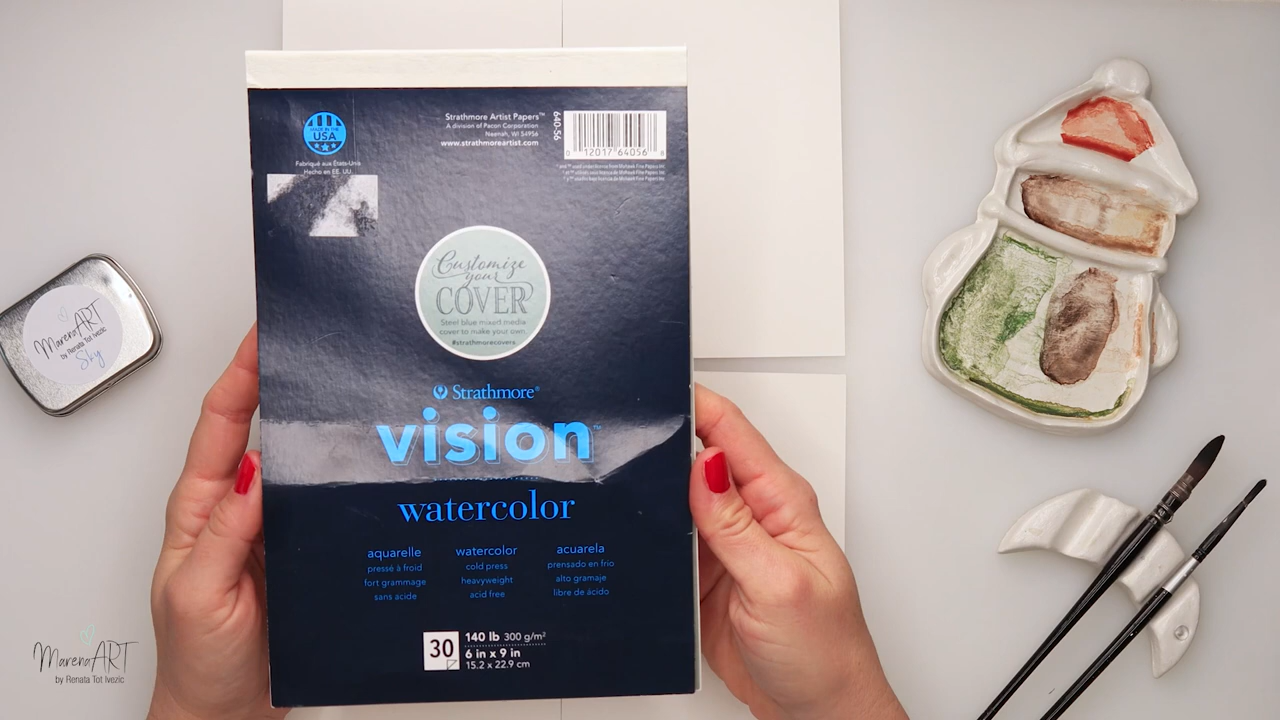 MADE IN THE
USA
Fabriqué aux États-Unis
Hecho en EE. UU.
Strathmore Artist Papers™
A division of Pacon Corporation
Neenah, WI 54956
www.strathmoreartist.com
640-56
0 12017 64056 8
Customize
your
COVER
Steel blue mixed media
cover to make your own
#strathmorecovers
Strathmore®
vision™
watercolor
aquarelle
pressé à froid
fort grammage
sans acide
watercolor
cold press
heavyweight
acid free
acuarela
prensado en frío
alto gramaje
libre de ácido
30
140 lb 300 g/m²
6 in x 9 in
15.2 x 22.9 cm
MarenaART
by Renata Tot Ivezic
Sky
MarenaART
by Renata Tot Ivezic